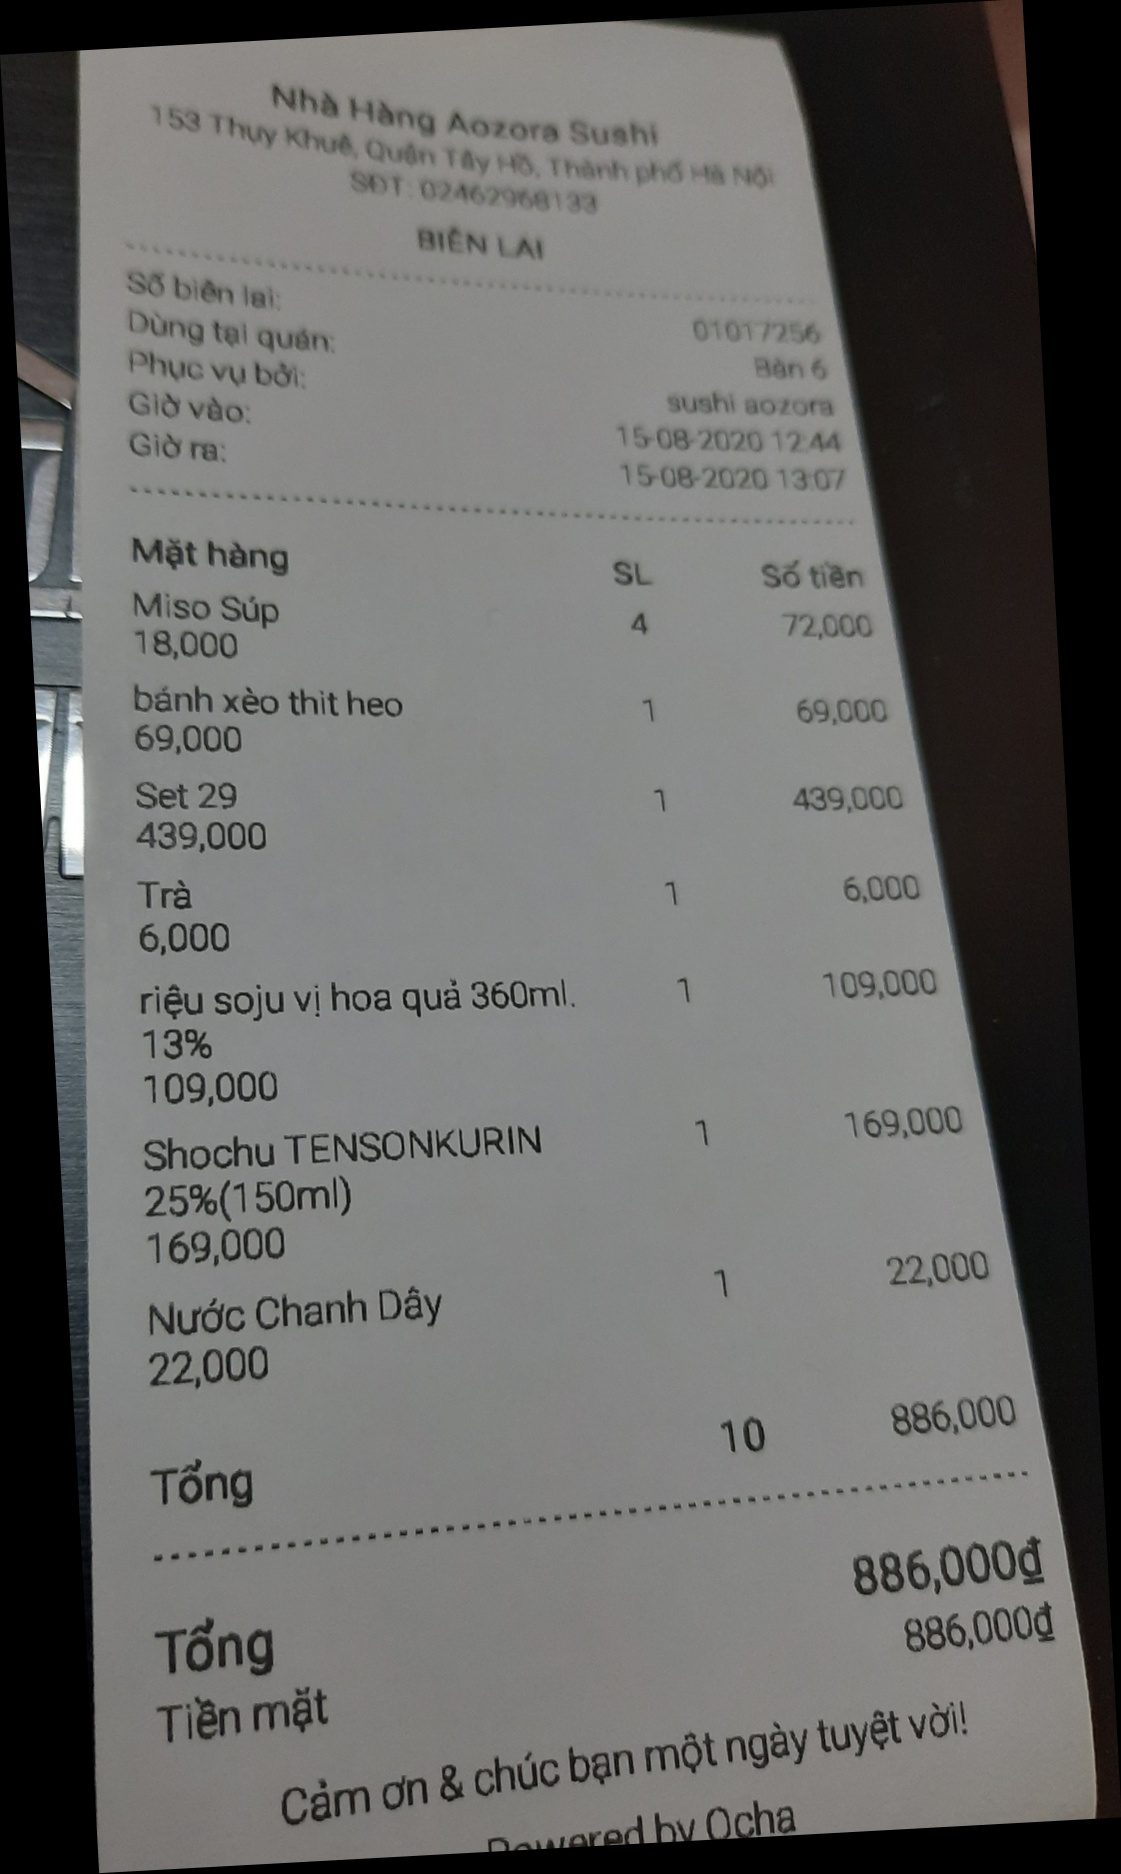 Nhà Hàng Aozora Sushi
153 Thụy Khuê, Quận Tây Hồ, Thành phố Hà Nội
SĐT: 02462968133
BIÊN LAI
Số biên lai: 01017256
Dùng tại quán: Bàn 6
Phục vụ bởi: sushi aozora
Giờ vào: 15-08-2020 12:44
Giờ ra: 15-08-2020 13:07
Mặt hàng SL Số tiền
Miso Súp 4 72,000
18,000
bánh xèo thit heo 1 69,000
69,000
Set 29 1 439,000
439,000
Trà 1 6,000
6,000
riệu soju vị hoa quả 360ml. 1 109,000
13%
109,000
Shochu TENSONKURIN 1 169,000
25%(150ml)
169,000
Nước Chanh Dây 1 22,000
22,000
Tổng 10 886,000
Tổng 886,000₫
Tiền mặt 886,000₫
Cảm ơn & chúc bạn một ngày tuyệt vời!
Powered by Ocha